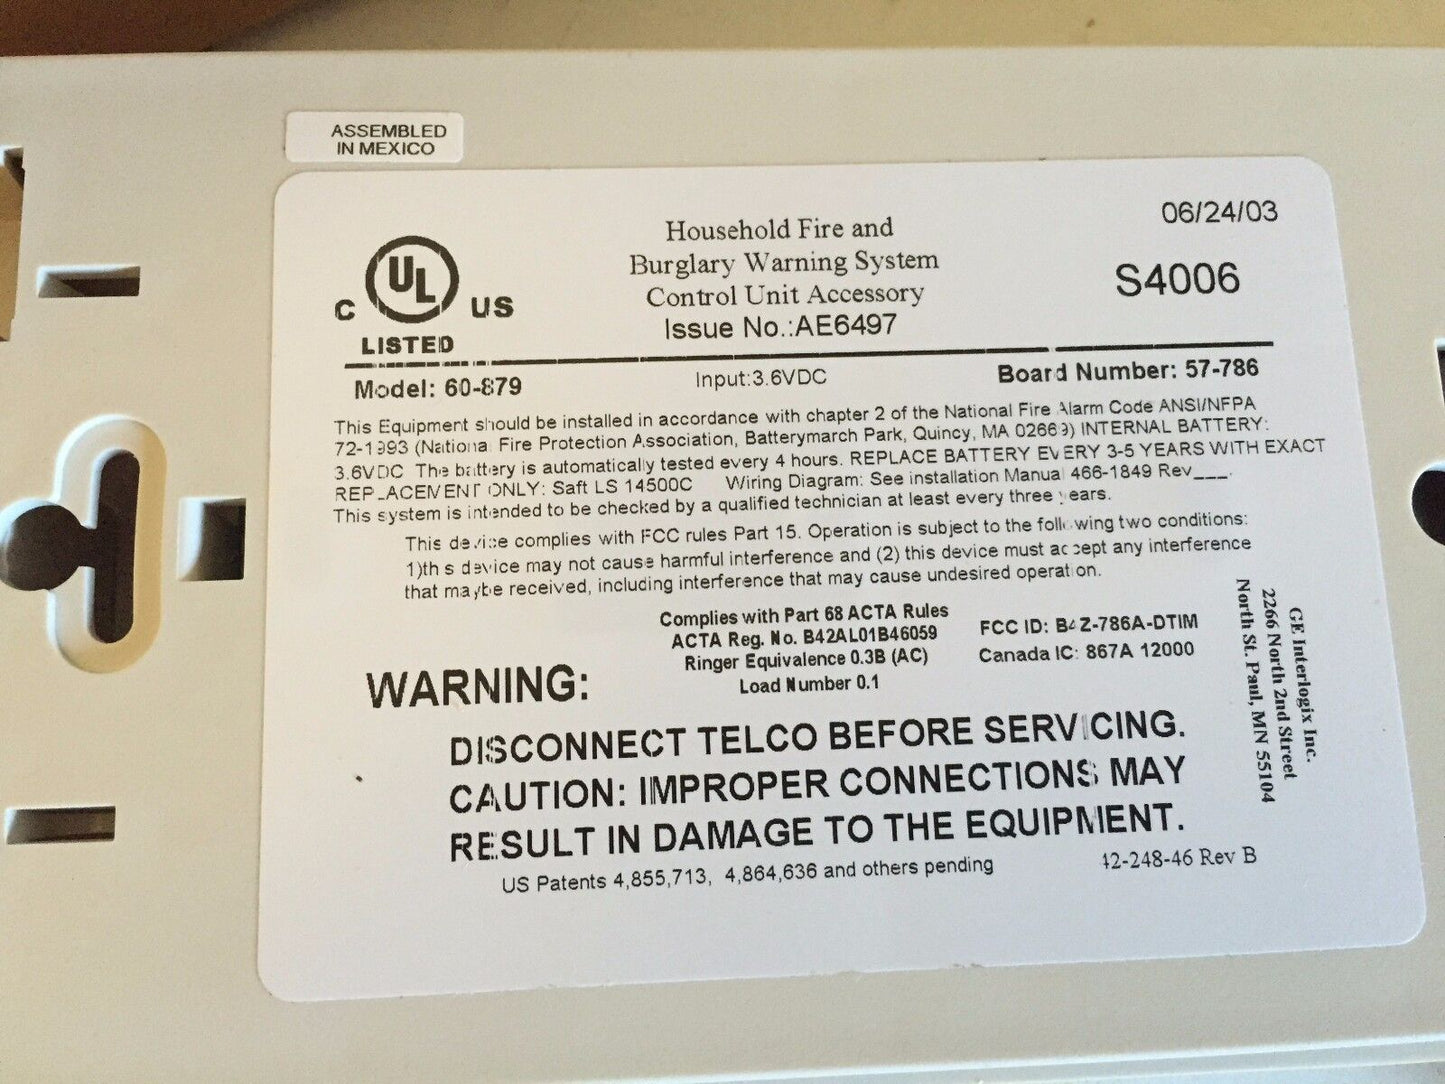 ASSEMBLED
IN MEXICO
06/24/03
Household Fire and
Burglary Warning System
Control Unit Accessory
Issue No.:AE6497
S4006
C UL US
LISTED
Model: 60-879 Input:3.6VDC Board Number: 57-786
This Equipment should be installed in accordance with chapter 2 of the National Fire Alarm Code ANSI/NFPA
72-1993 (National Fire Protection Association, Batterymarch Park, Quincy, MA 02669) INTERNAL BATTERY:
3.6VDC The battery is automatically tested every 4 hours. REPLACE BATTERY EVERY 3-5 YEARS WITH EXACT
REPLACEMENT ONLY: Saft LS 14500C Wiring Diagram: See installation Manual 466-1849 Rev___.
This system is intended to be checked by a qualified technician at least every three years.
This device complies with FCC rules Part 15. Operation is subject to the following two conditions:
1)this device may not cause harmful interference and (2) this device must accept any interference
that may be received, including interference that may cause undesired operation.
Complies with Part 68 ACTA Rules
ACTA Reg. No. B42AL01B46059
Ringer Equivalence 0.3B (AC)
Load Number 0.1
FCC ID: B4Z-786A-DTIM
Canada IC: 867A 12000
GE Interlogix Inc.
2266 North 2nd Street
North St. Paul, MN 55104
WARNING:
DISCONNECT TELCO BEFORE SERVICING.
CAUTION: IMPROPER CONNECTIONS MAY
RESULT IN DAMAGE TO THE EQUIPMENT.
US Patents 4,855,713, 4,864,636 and others pending
42-248-46 Rev B